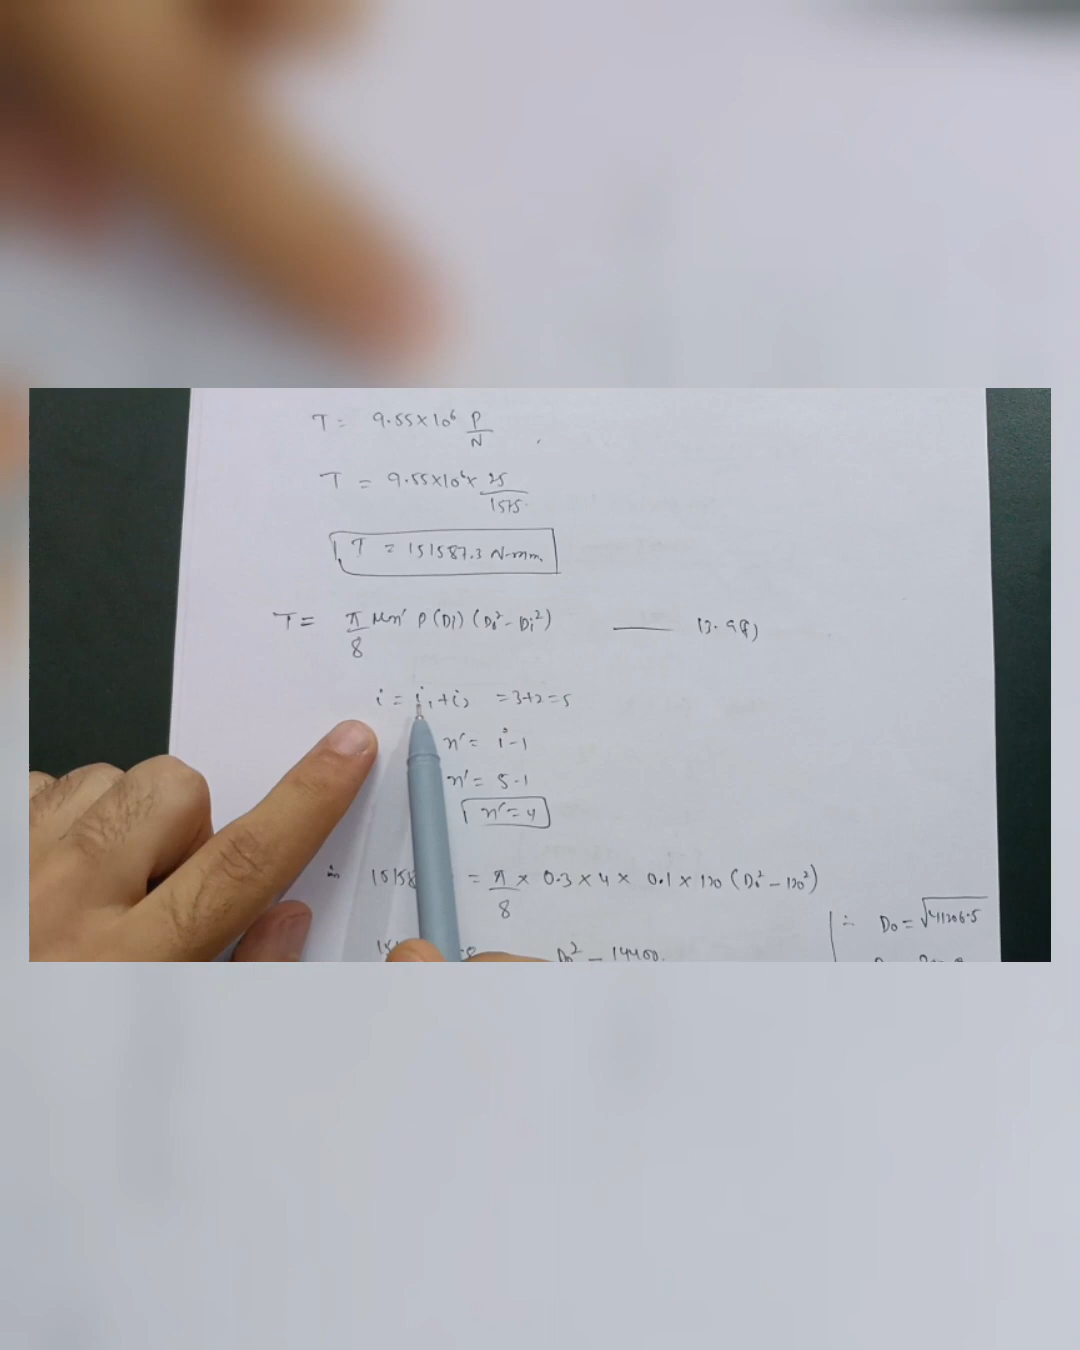 T = 9.55×10⁶ P/N
T = 9.55×10⁶× 25/1575
T = 151587.3 N-mm
T = π/8 μn' P(Di) (Do² - Di²) —— 
i = i₁+i₂ = 3+2=5
n' = i-1
n' = 5-1
n' = 4
∴ 15158 = π/8 × 0.3 × 4 × 0.1 × 120 (Do² - 120²)
Do² - 14400.
∴ Do = √41206.5